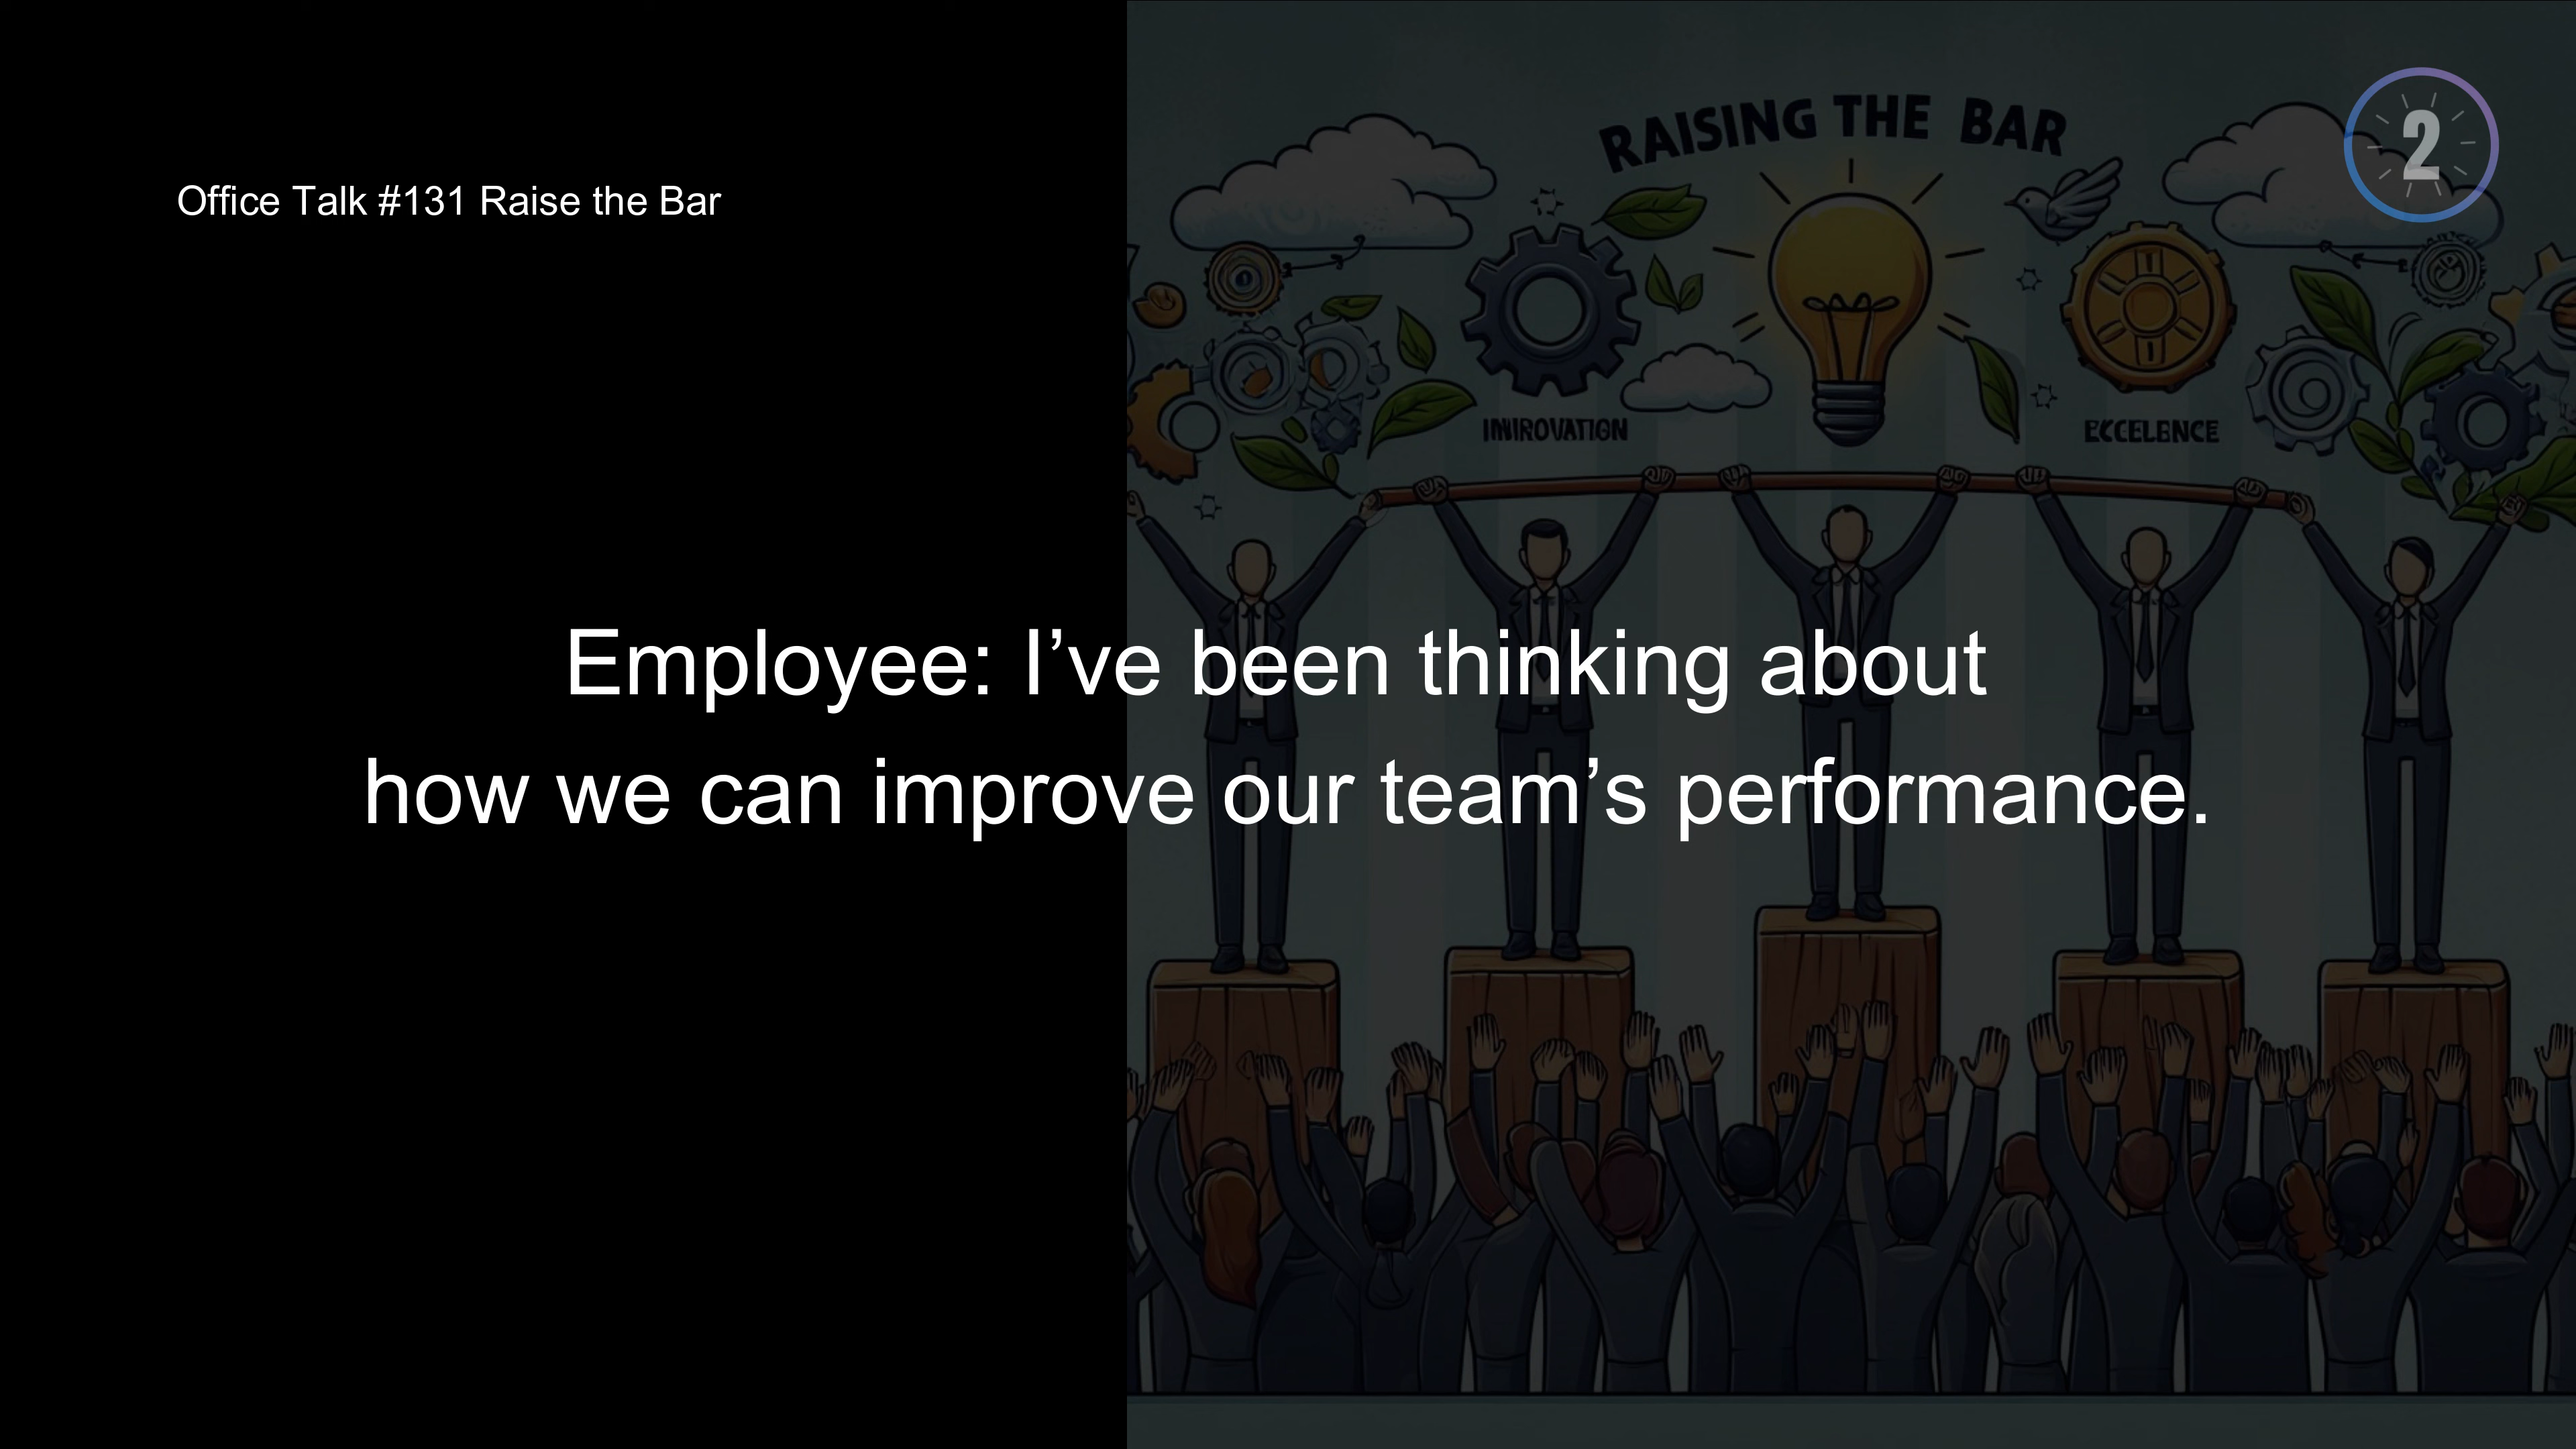 Office Talk #131 Raise the Bar
RAISING THE BAR
2
INIROVATION
ECCELENCE
Employee: I’ve been thinking about
how we can improve our team’s performance.